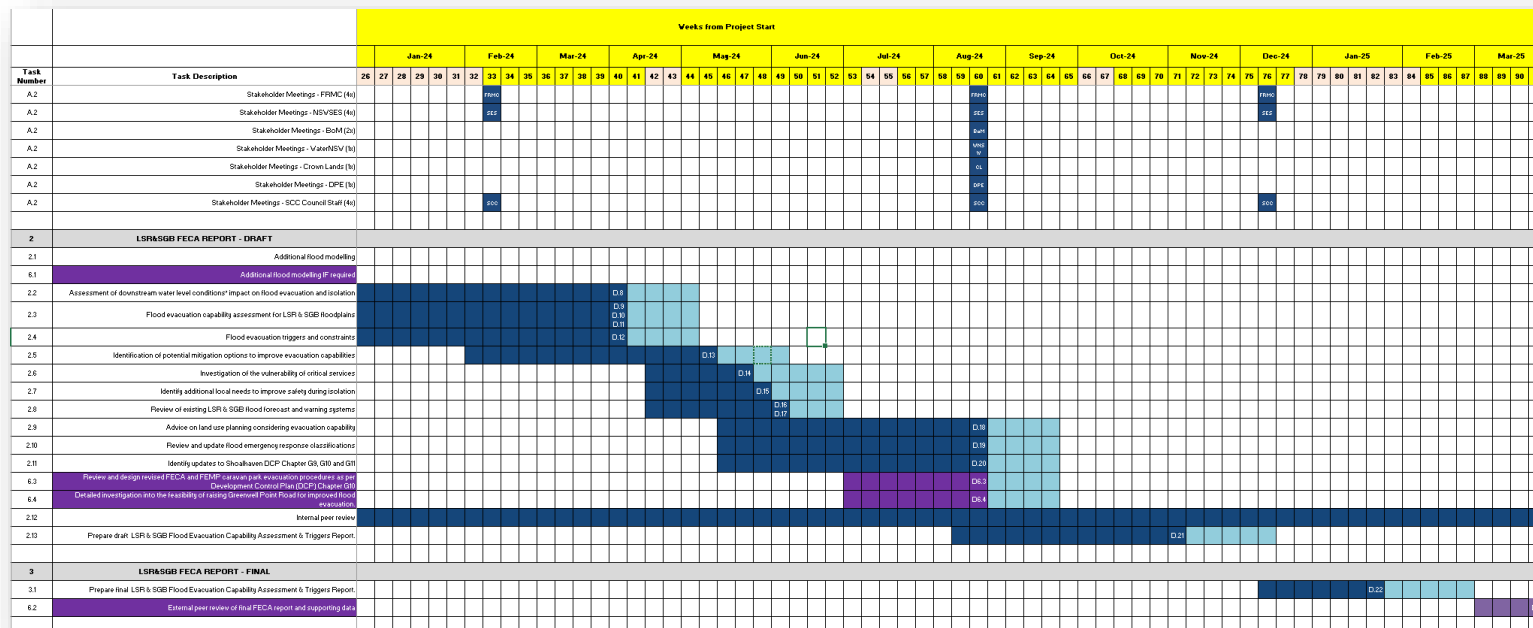 Weeks from Project Start
Jan-24 Feb-24 Mar-24 Apr-24 May-24 Jun-24 Jul-24 Aug-24 Sep-24 Oct-24 Nov-24 Dec-24 Jan-25 Feb-25 Mar-25
Task Number Task Description 26 27 28 29 30 31 32 33 34 35 36 37 38 39 40 41 42 43 44 45 46 47 48 49 50 51 52 53 54 55 56 57 58 59 60 61 62 63 64 65 66 67 68 69 70 71 72 73 74 75 76 77 78 79 80 81 82 83 84 85 86 87 88 89 90
A.2 Stakeholder Meetings - FRMC (4x) FRMC FRMC FRMC
A.2 Stakeholder Meetings - NSWSES (4x) SES SES SES
A.2 Stakeholder Meetings - BoM (2x) BoM
A.2 Stakeholder Meetings - WaterNSW (1x) WNSW
A.2 Stakeholder Meetings - Crown Lands (1x) CL
A.2 Stakeholder Meetings - DPE (1x) DPE
A.2 Stakeholder Meetings - SCC Council Staff (4x) SCC SCC SCC
2 LSR&SGB FECA REPORT - DRAFT
2.1 Additional flood modelling
6.1 Additional flood modelling IF required
2.2 Assessment of downstream water level conditions' impact on flood evacuation and isolation D.8
2.3 Flood evacuation capability assessment for LSR & SGB floodplains D.9 D.10 D.11
2.4 Flood evacuation triggers and constraints D.12
2.5 Identification of potential mitigation options to improve evacuation capabilities D.13
2.6 Investigation of the vulnerability of critical services D.14
2.7 Identify additional local needs to improve safety during isolation D.15
2.8 Review of existing LSR & SGB flood forecast and warning systems D.16 D.17
2.9 Advice on land use planning considering evacuation capability D.18
2.10 Review and update flood emergency response classifications D.19
2.11 Identify updates to Shoalhaven DCP Chapter G9, G10 and G11 D.20
6.3 Review and design revised FECA and FEMP caravan park evacuation procedures as per Development Control Plan (DCP) Chapter G10 D6.3
6.4 Detailed investigation into the feasibility of raising Greenwell Point Road for improved flood evacuation. D6.4
2.12 Internal peer review
2.13 Prepare draft LSR & SGB Flood Evacuation Capability Assessment & Triggers Report. D.21
3 LSR&SGB FECA REPORT - FINAL
3.1 Prepare final LSR & SGB Flood Evacuation Capability Assessment & Triggers Report. D.22
6.2 External peer review of final FECA report and supporting data